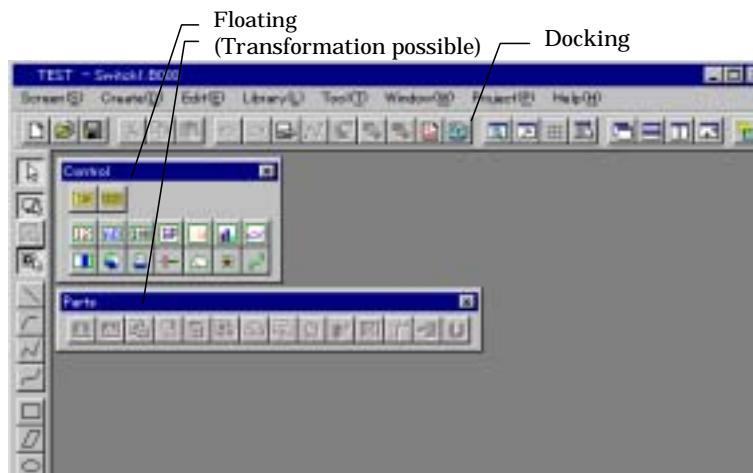 Floating
(Transformation possible)
Docking
TEST - Switch1 B000
Screen(S) Create(D) Edit(E) Library(L) Tool(T) Window(W) Project(P) Help(H)
Control
Parts